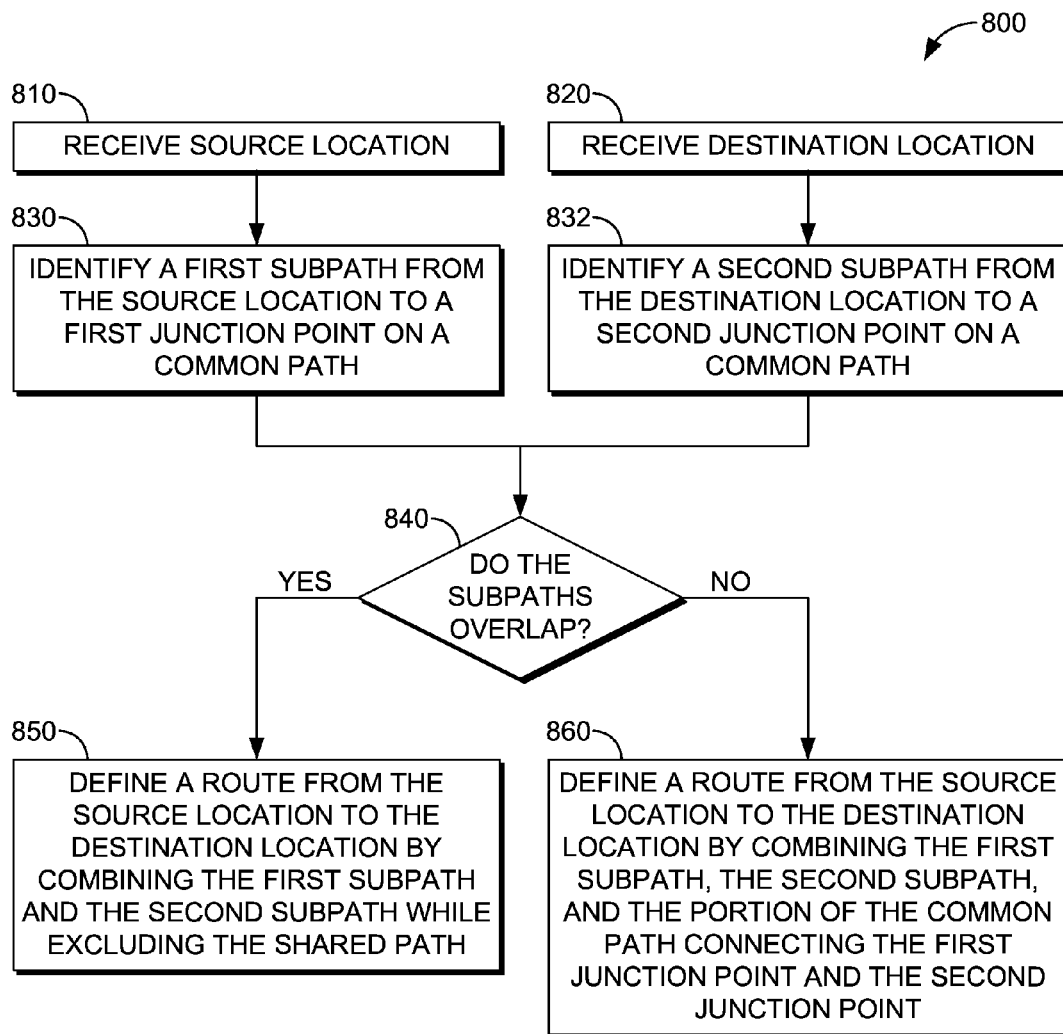 800
810
RECEIVE SOURCE LOCATION
820
RECEIVE DESTINATION LOCATION
830
IDENTIFY A FIRST SUBPATH FROM
THE SOURCE LOCATION TO A
FIRST JUNCTION POINT ON A
COMMON PATH
832
IDENTIFY A SECOND SUBPATH FROM
THE DESTINATION LOCATION TO A
SECOND JUNCTION POINT ON A
COMMON PATH
840
DO THE
SUBPATHS
OVERLAP?
YES
NO
850
DEFINE A ROUTE FROM THE
SOURCE LOCATION TO THE
DESTINATION LOCATION BY
COMBINING THE FIRST SUBPATH
AND THE SECOND SUBPATH WHILE
EXCLUDING THE SHARED PATH
860
DEFINE A ROUTE FROM THE SOURCE
LOCATION TO THE DESTINATION
LOCATION BY COMBINING THE FIRST
SUBPATH, THE SECOND SUBPATH,
AND THE PORTION OF THE COMMON
PATH CONNECTING THE FIRST
JUNCTION POINT AND THE SECOND
JUNCTION POINT